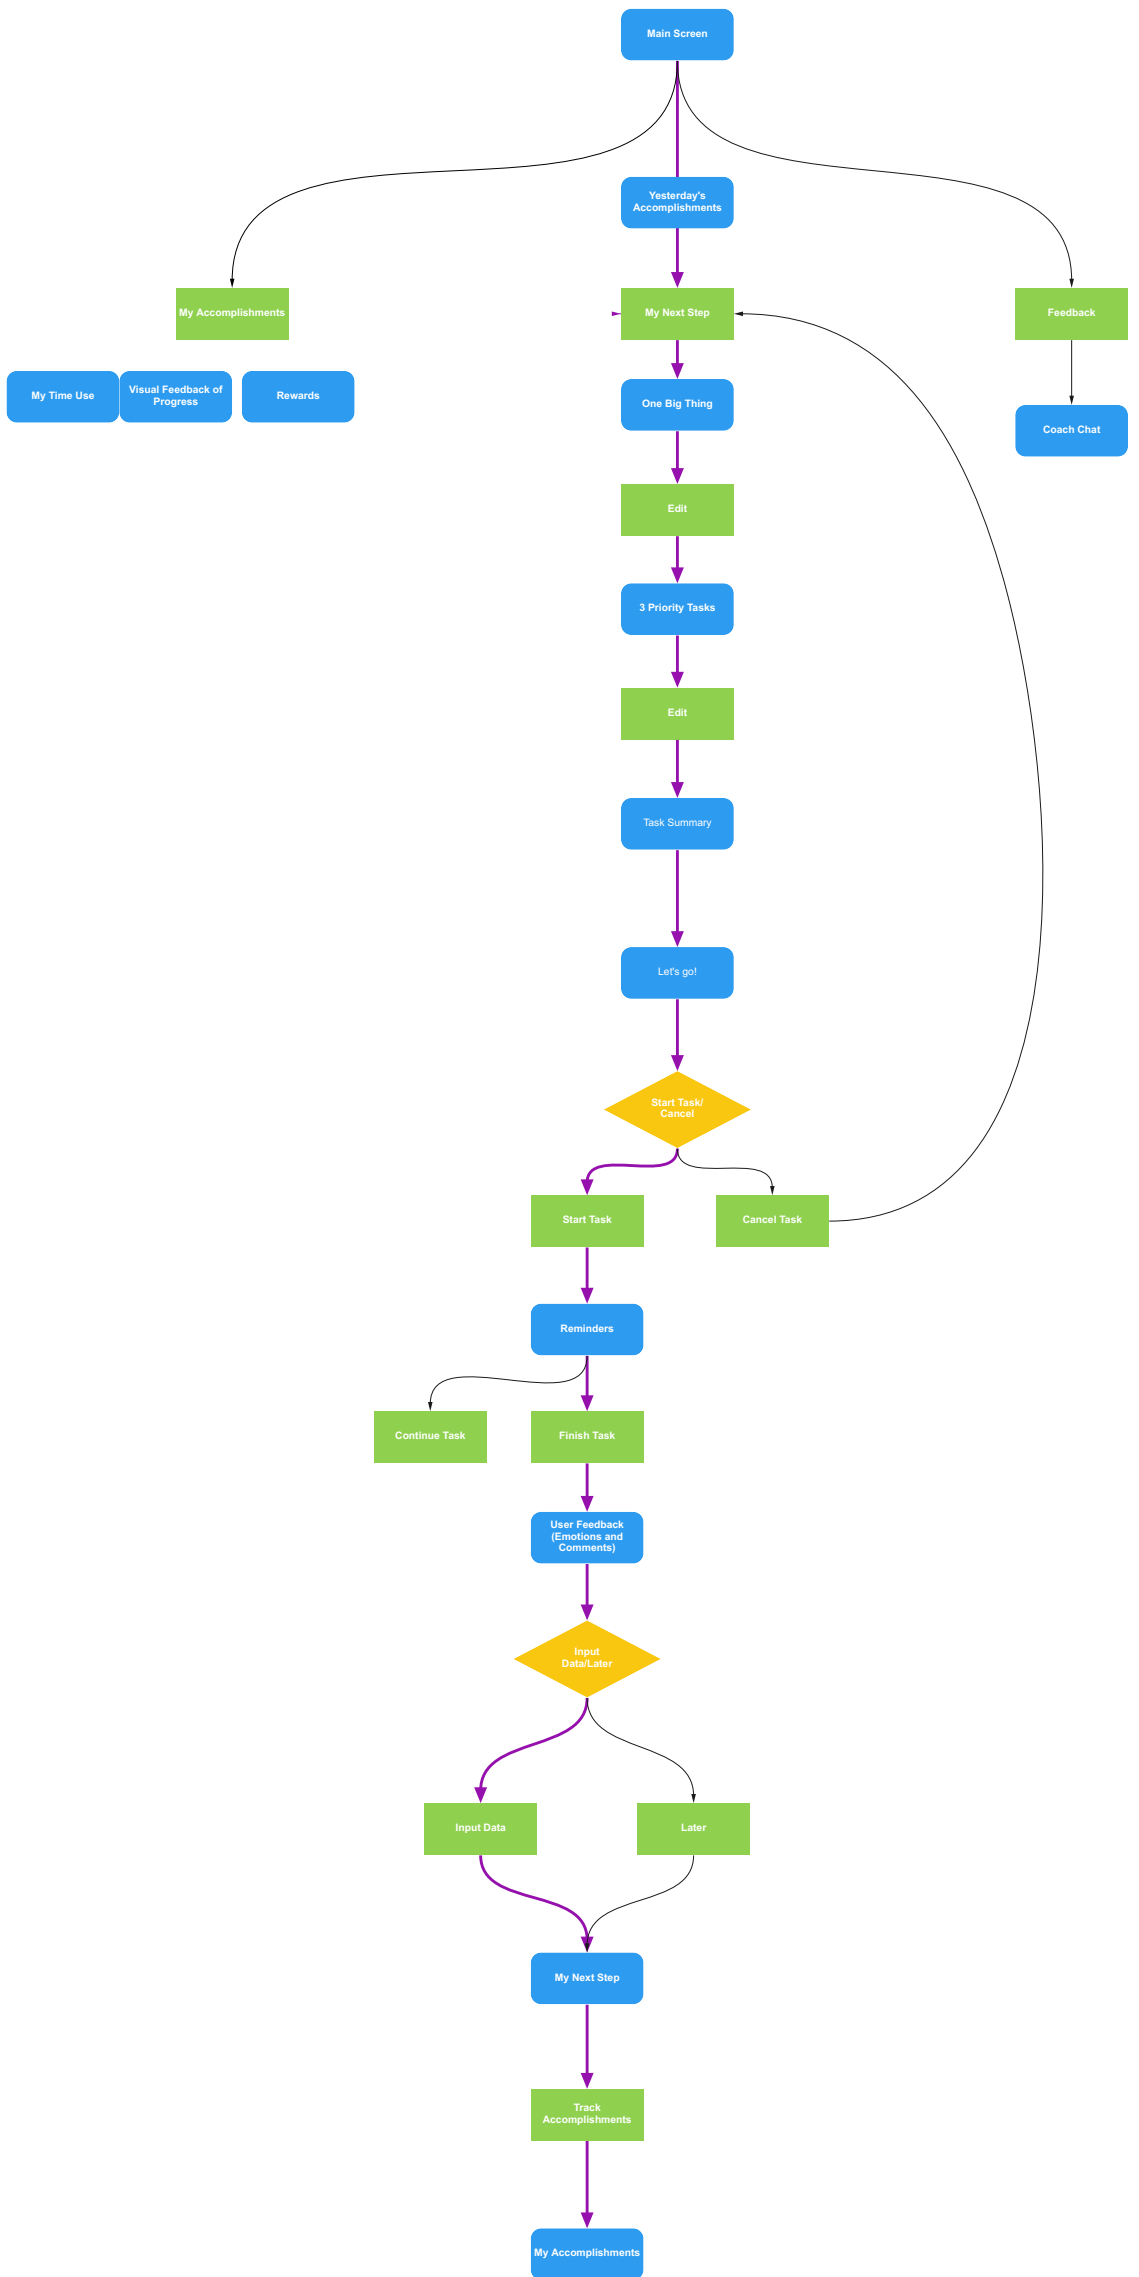 Main Screen
Yesterday's
Accomplishments
My Accomplishments
My Next Step
Feedback
My Time Use
Visual Feedback of
Progress
Rewards
One Big Thing
Coach Chat
Edit
3 Priority Tasks
Edit
Task Summary
Let's go!
Start Task/
Cancel
Start Task
Cancel Task
Reminders
Continue Task
Finish Task
User Feedback
(Emotions and
Comments)
Input
Data/Later
Input Data
Later
My Next Step
Track
Accomplishments
My Accomplishments